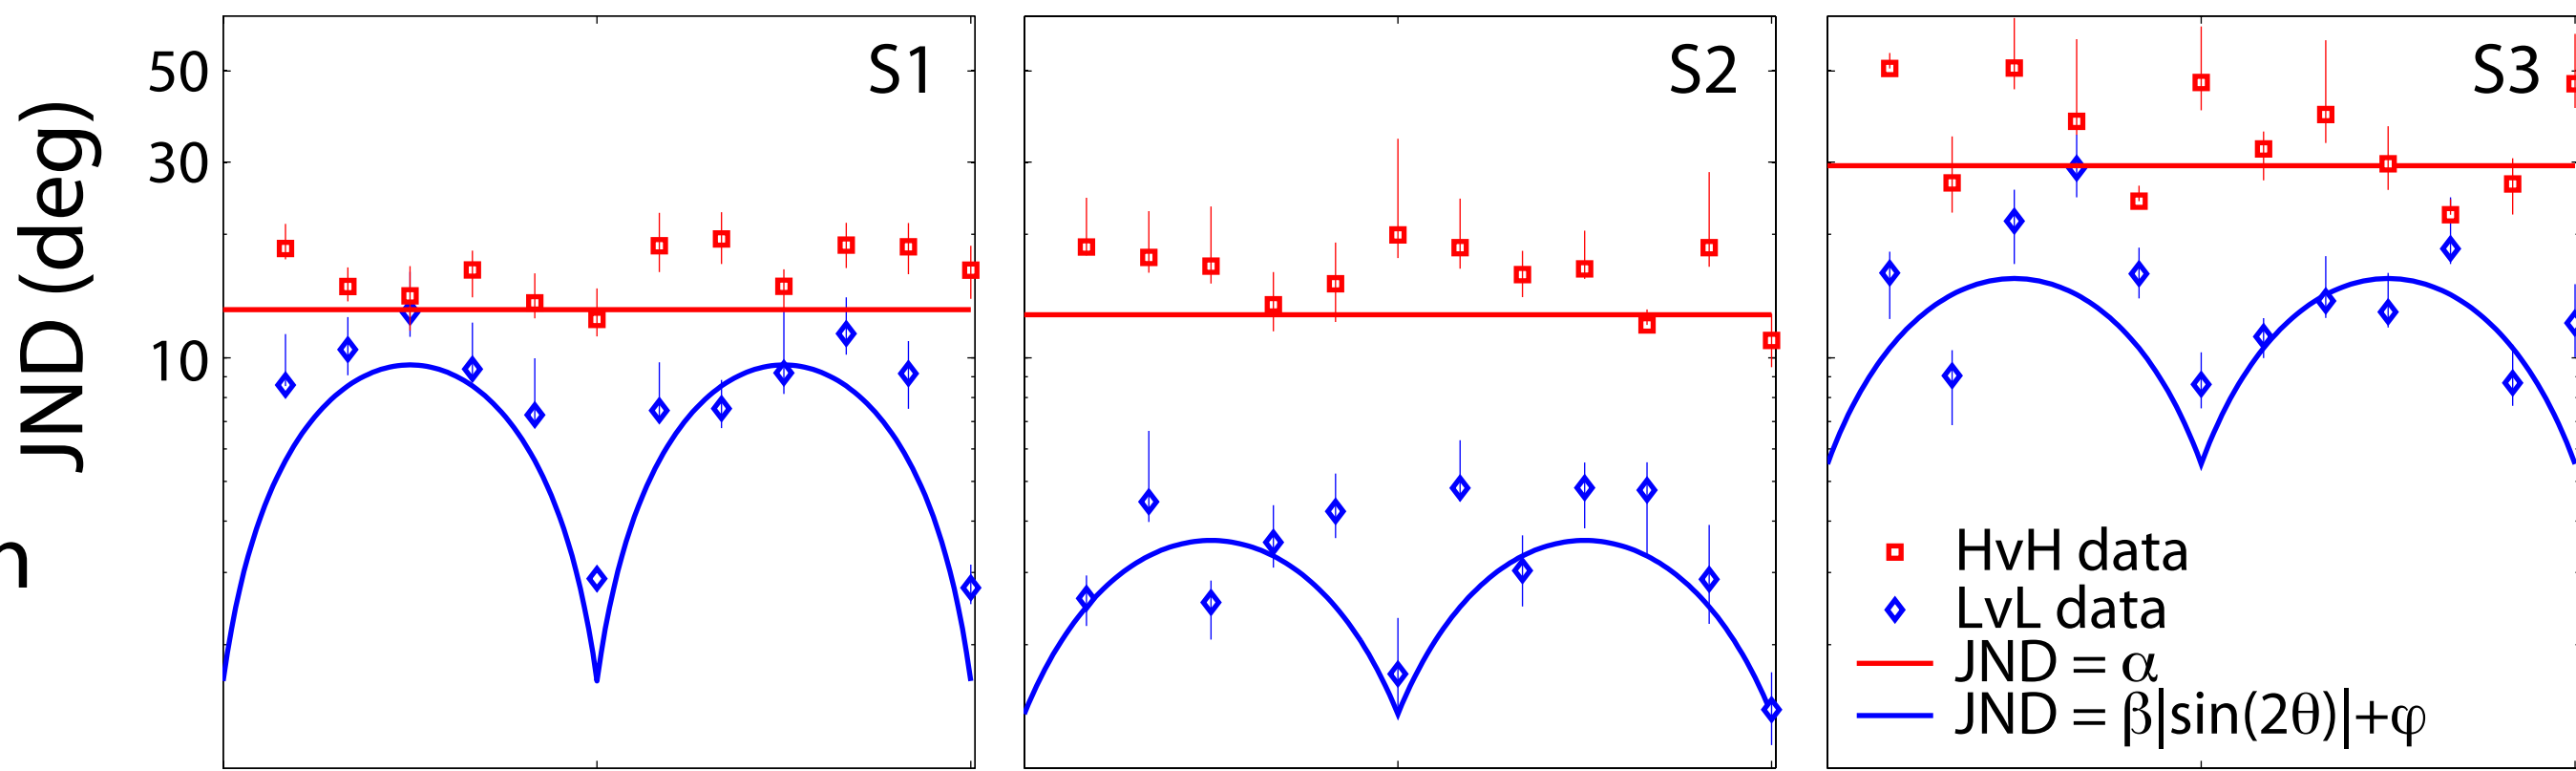 JND (deg)
50
30
10
S1
S2
S3
HvH data
LvL data
JND = α
JND = β|sin(2θ)|+φ